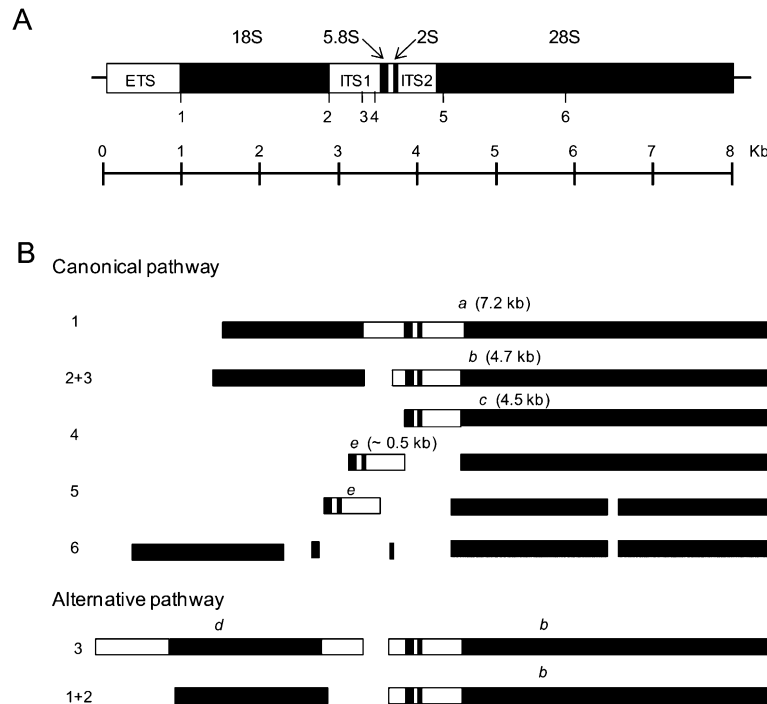 A
18S 5.8S 2S 28S
ETS ITS1 ITS2
1 2 3 4 5 6
0 1 2 3 4 5 6 7 8 Kb
B
Canonical pathway
a (7.2 kb)
1
b (4.7 kb)
2+3
c (4.5 kb)
4
e (~ 0.5 kb)
e
5
6
Alternative pathway
d b
3
b
1+2